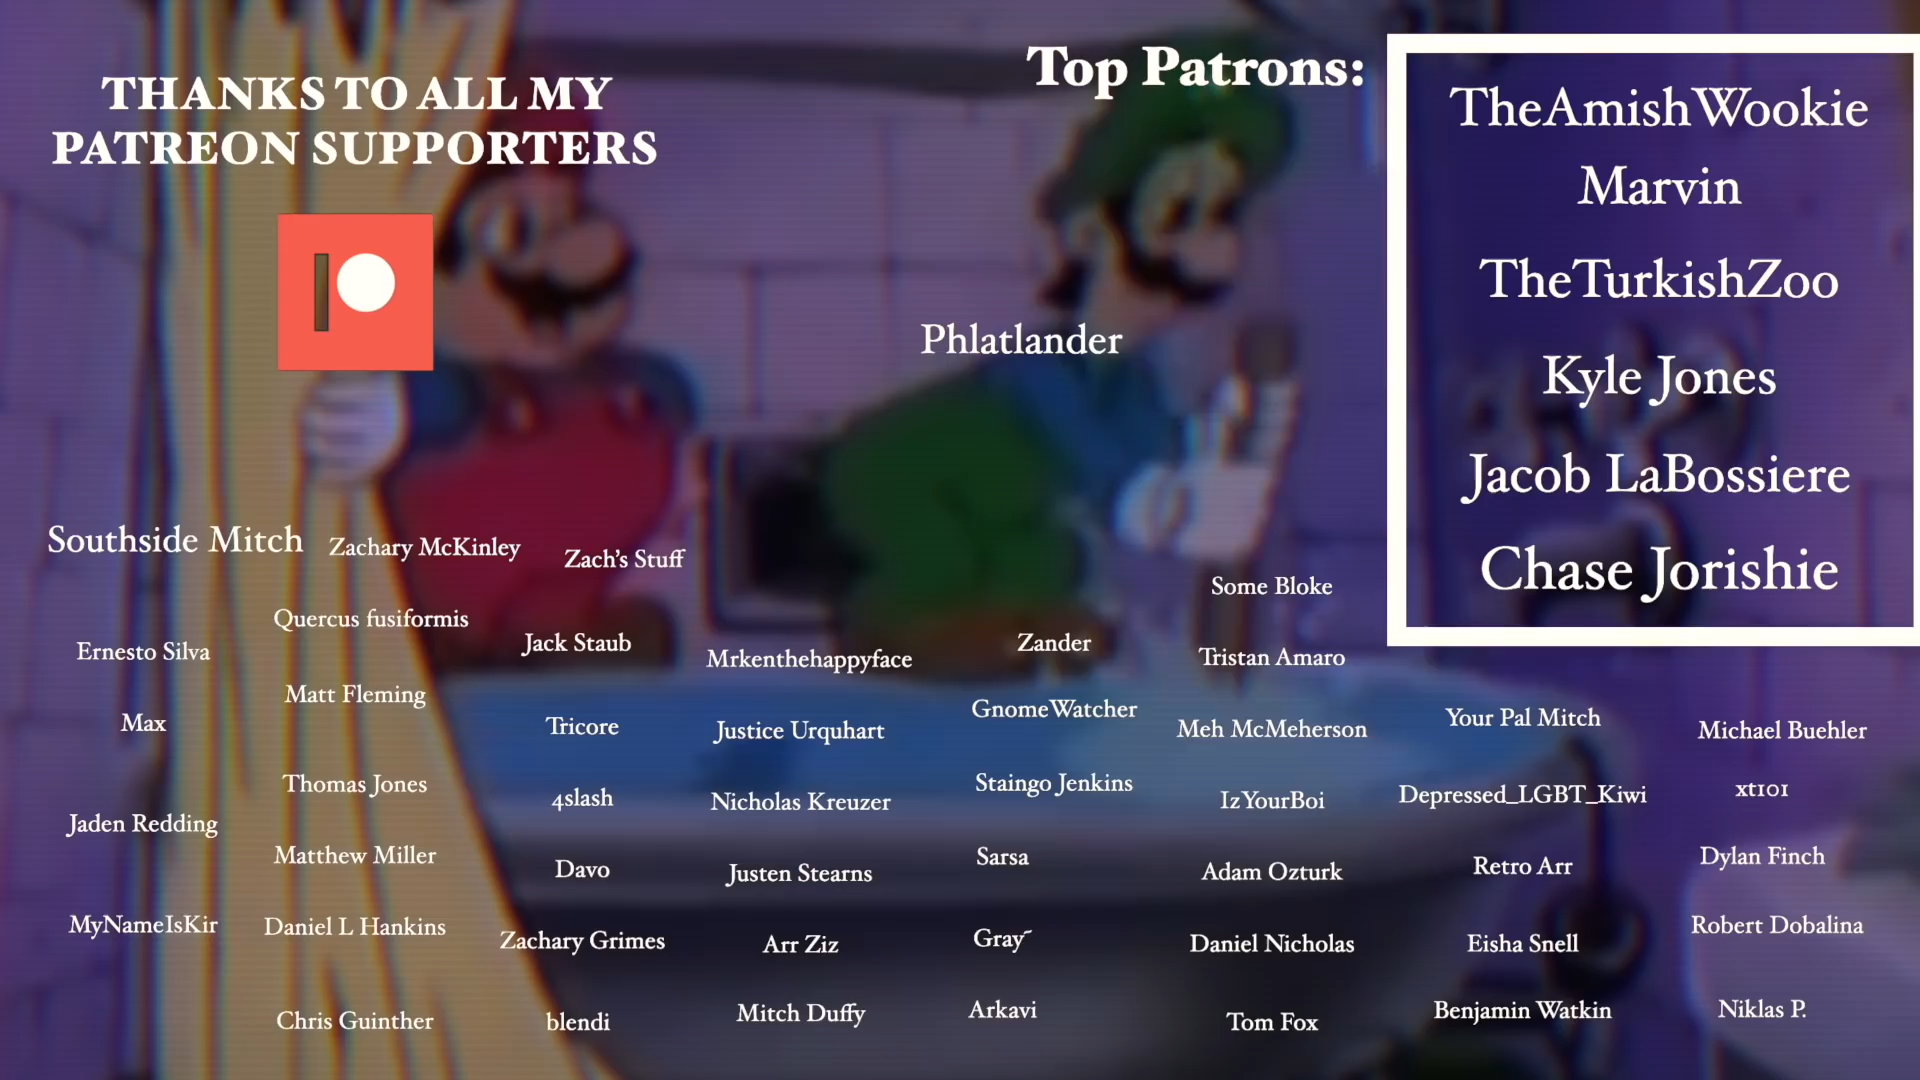 THANKS TO ALL MY
PATREON SUPPORTERS
Top Patrons:
TheAmishWookie
Marvin
TheTurkishZoo
Kyle Jones
Jacob LaBossiere
Chase Jorishie
Phlatlander
Southside Mitch
Ernesto Silva
Max
Jaden Redding
MyNameIsKir
Zachary McKinley
Quercus fusiformis
Matt Fleming
Thomas Jones
Matthew Miller
Daniel L Hankins
Chris Guinther
Zach's Stuff
Jack Staub
Tricore
4slash
Davo
Zachary Grimes
blendi
Mrkenthehappyface
Justice Urquhart
Nicholas Kreuzer
Justen Stearns
Arr Ziz
Mitch Duffy
Zander
GnomeWatcher
Staingo Jenkins
Sarsa
Gray˜
Arkavi
Some Bloke
Tristan Amaro
Meh McMeherson
IzYourBoi
Adam Ozturk
Daniel Nicholas
Tom Fox
Your Pal Mitch
Depressed_LGBT_Kiwi
Retro Arr
Eisha Snell
Benjamin Watkin
Michael Buehler
xt101
Dylan Finch
Robert Dobalina
Niklas P.